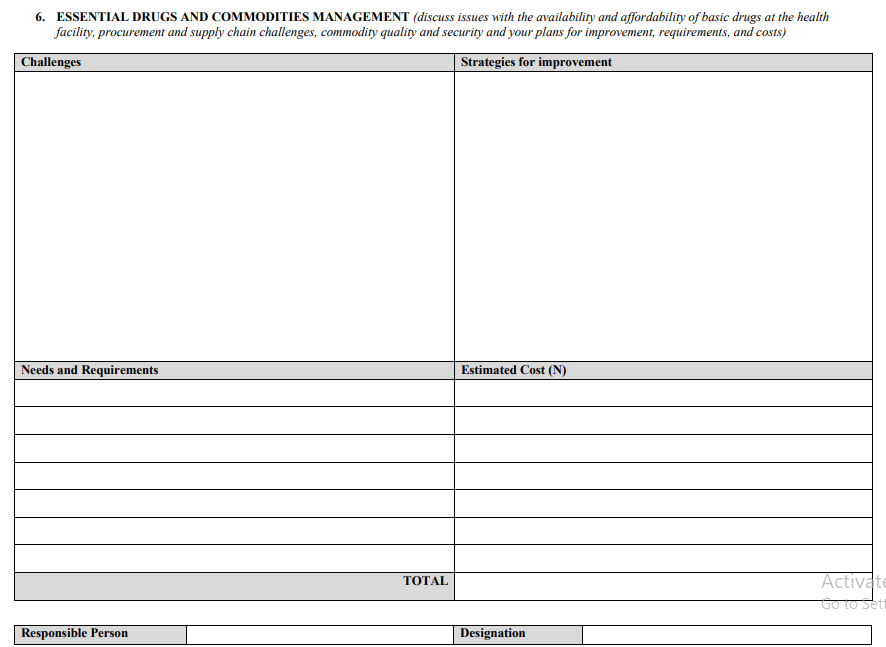 6. ESSENTIAL DRUGS AND COMMODITIES MANAGEMENT (discuss issues with the availability and affordability of basic drugs at the health
facility, procurement and supply chain challenges, commodity quality and security and your plans for improvement, requirements, and costs)
Challenges
Strategies for improvement
Needs and Requirements
Estimated Cost (N)
TOTAL
Activate
Go to Sett
Responsible Person
Designation